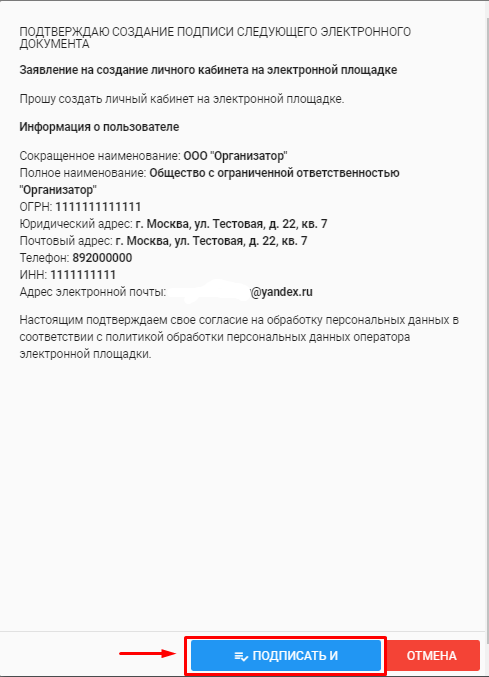 ПОДТВЕРЖДАЮ СОЗДАНИЕ ПОДПИСИ СЛЕДУЮЩЕГО ЭЛЕКТРОННОГО
ДОКУМЕНТА
Заявление на создание личного кабинета на электронной площадке
Прошу создать личный кабинет на электронной площадке.
Информация о пользователе
Сокращенное наименование: ООО "Организатор"
Полное наименование: Общество с ограниченной ответственностью
"Организатор"
ОГРН: 1111111111111
Юридический адрес: г. Москва, ул. Тестовая, д. 22, кв. 7
Почтовый адрес: г. Москва, ул. Тестовая, д. 22, кв. 7
Телефон: 892000000
ИНН: 1111111111
Адрес электронной почты: @yandex.ru
Настоящим подтверждаем свое согласие на обработку персональных данных в
соответствии с политикой обработки персональных данных оператора
электронной площадки.
ПОДПИСАТЬ И ОТМЕНА